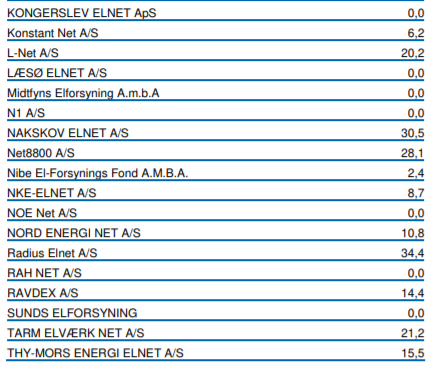 KONGERSLEV ELNET ApS 0,0
Konstant Net A/S 6,2
L-Net A/S 20,2
LÆSØ ELNET A/S 0,0
Midtfyns Elforsyning A.m.b.A 0,0
N1 A/S 0,0
NAKSKOV ELNET A/S 30,5
Net8800 A/S 28,1
Nibe El-Forsynings Fond A.M.B.A. 2,4
NKE-ELNET A/S 8,7
NOE Net A/S 0,0
NORD ENERGI NET A/S 10,8
Radius Elnet A/S 34,4
RAH NET A/S 0,0
RAVDEX A/S 14,4
SUNDS ELFORSYNING 0,0
TARM ELVÆRK NET A/S 21,2
THY-MORS ENERGI ELNET A/S 15,5